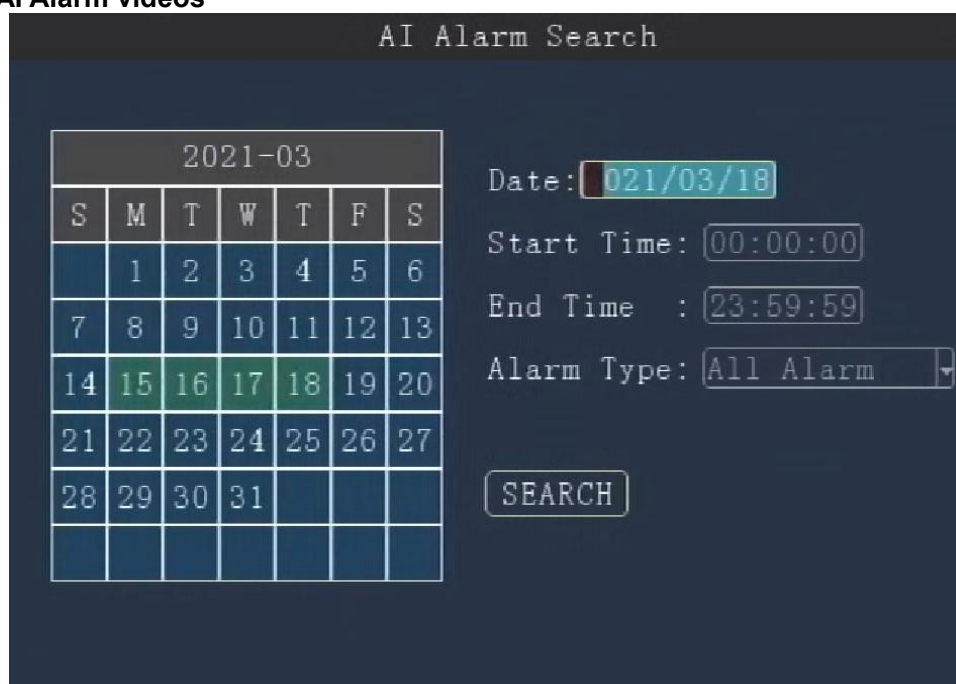 AI Alarm videos
AI Alarm Search
2021-03
S M T W T F S
1 2 3 4 5 6
7 8 9 10 11 12 13
14 15 16 17 18 19 20
21 22 23 24 25 26 27
28 29 30 31
Date: 021/03/18
Start Time: 00:00:00
End Time : 23:59:59
Alarm Type: All Alarm
SEARCH